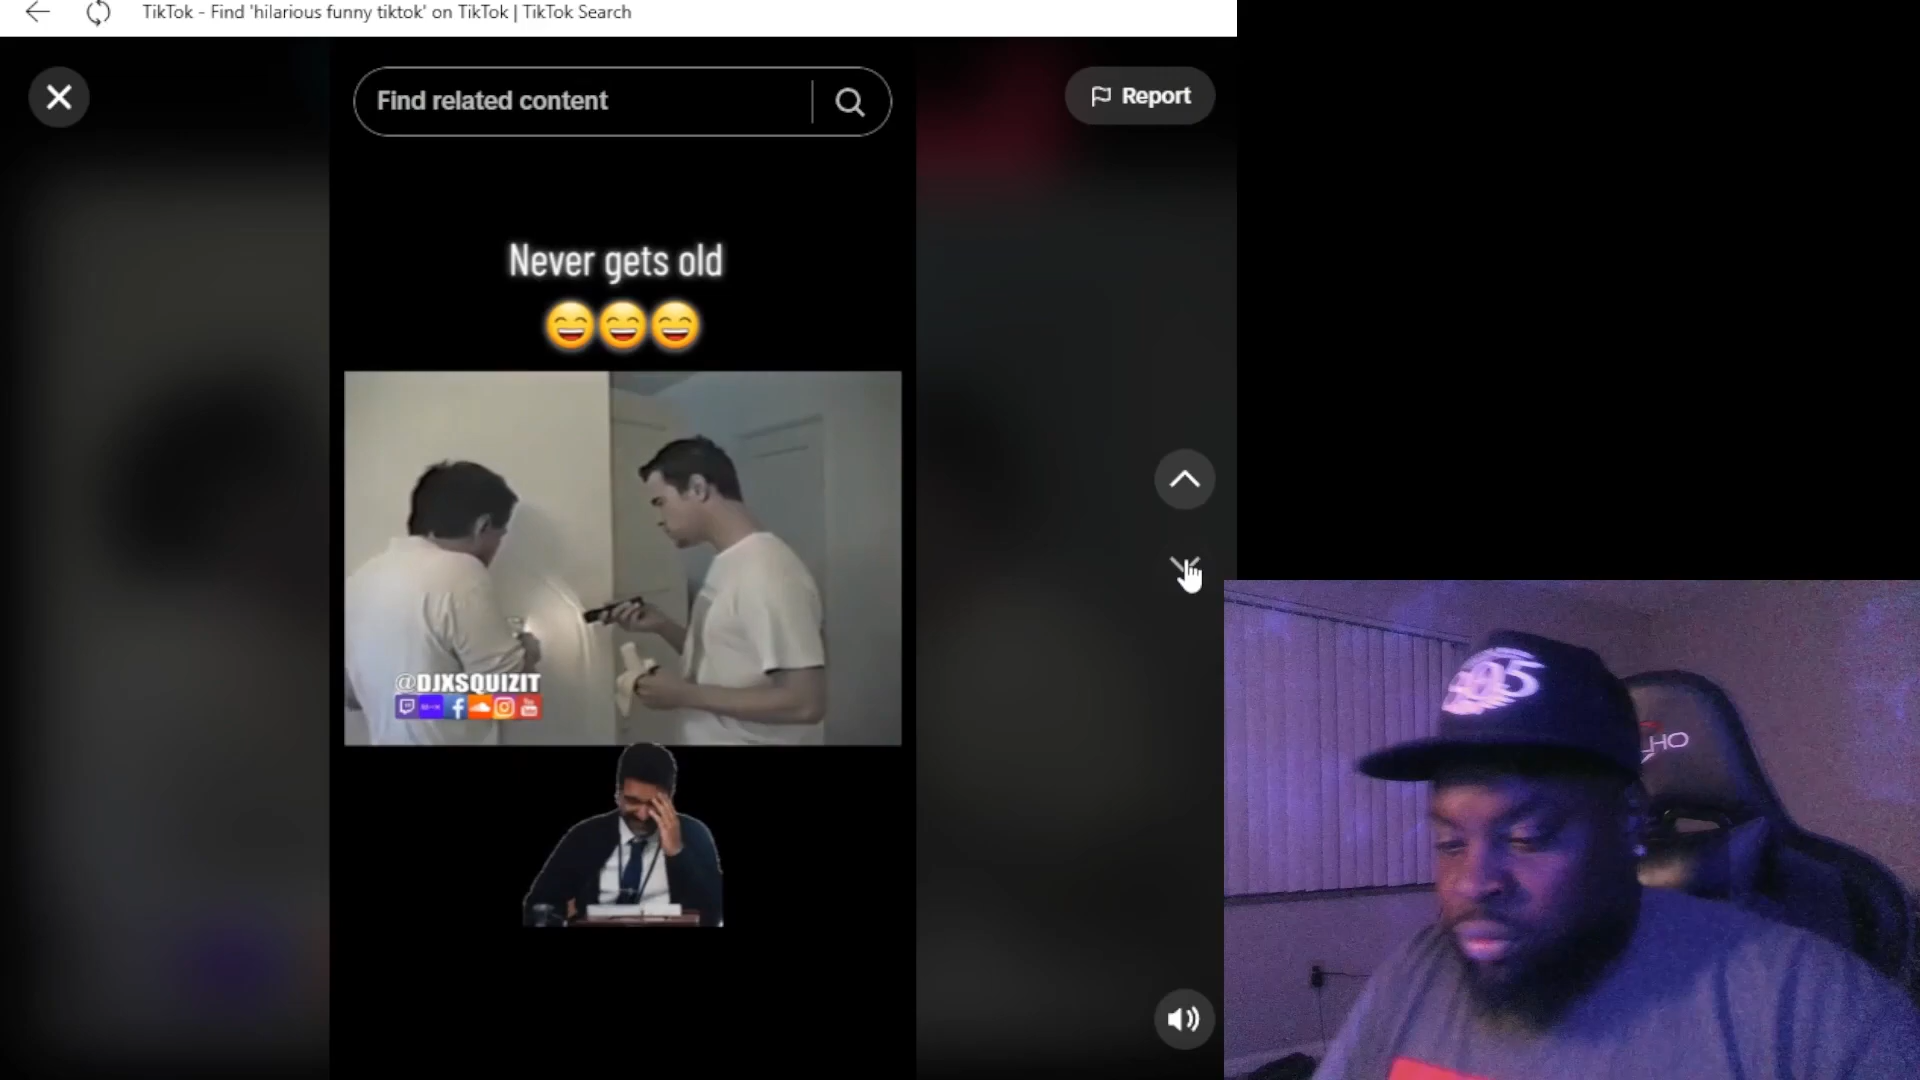 TikTok - Find 'hilarious funny tiktok' on TikTok | TikTok Search
Find related content
Report
Never gets old
@DJXSQUIZIT